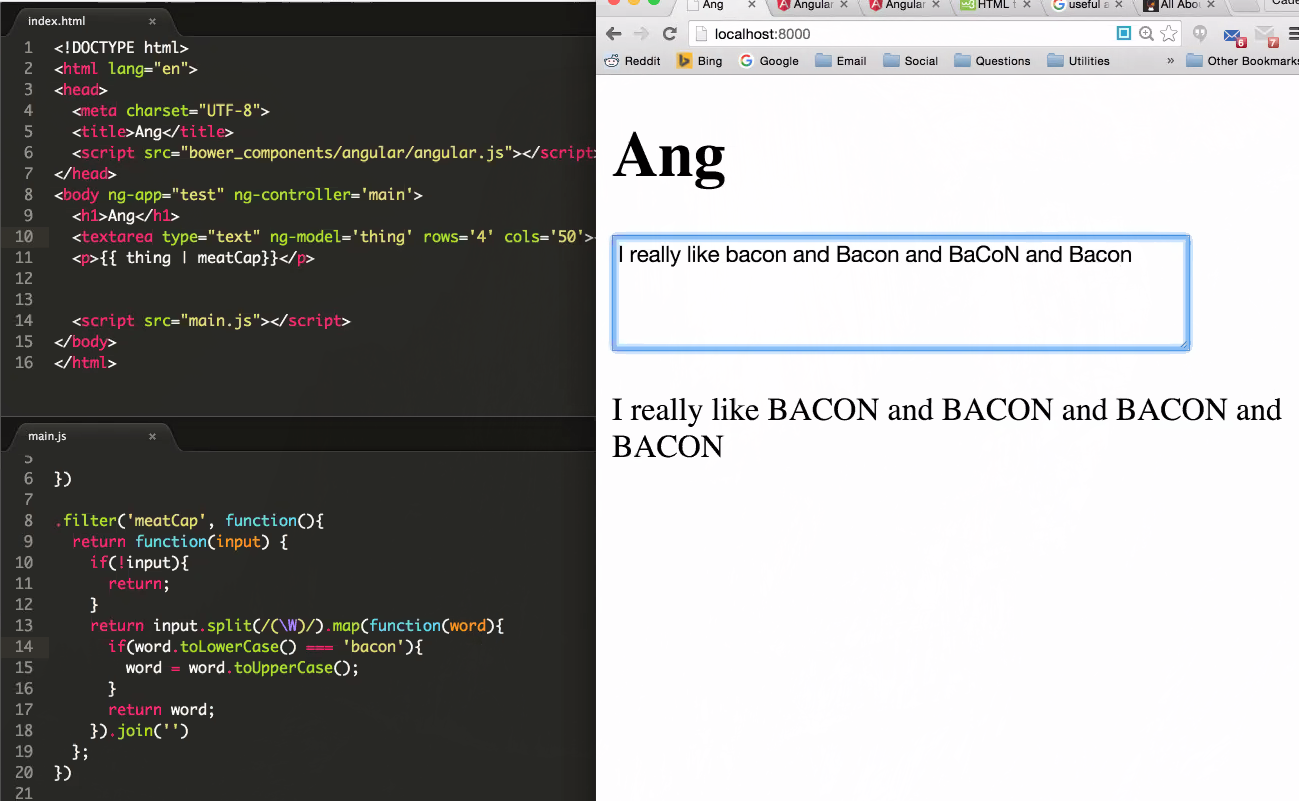 index.html ×
1 <!DOCTYPE html>
2 <html lang="en">
3 <head>
4 <meta charset="UTF-8">
5 <title>Ang</title>
6 <script src="bower_components/angular/angular.js"></script>
7 </head>
8 <body ng-app="test" ng-controller='main'>
9 <h1>Ang</h1>
10 <textarea type="text" ng-model='thing' rows='4' cols='50'>
11 <p>{{ thing | meatCap}}</p>
12
13
14 <script src="main.js"></script>
15 </body>
16 </html>
main.js ×
5
6 })
7
8 .filter('meatCap', function(){
9 return function(input) {
10 if(!input){
11 return;
12 }
13 return input.split(/(\W)/).map(function(word){
14 if(word.toLowerCase() === 'bacon'){
15 word = word.toUpperCase();
16 }
17 return word;
18 }).join('')
19 };
20 })
21
Ang × Angular × Angular × HTML t × useful a × All Abou ×
localhost:8000 6 7
Reddit Bing Google Email Social Questions Utilities » Other Bookmarks
Ang
I really like bacon and Bacon and BaCoN and Bacon
I really like BACON and BACON and BACON and
BACON